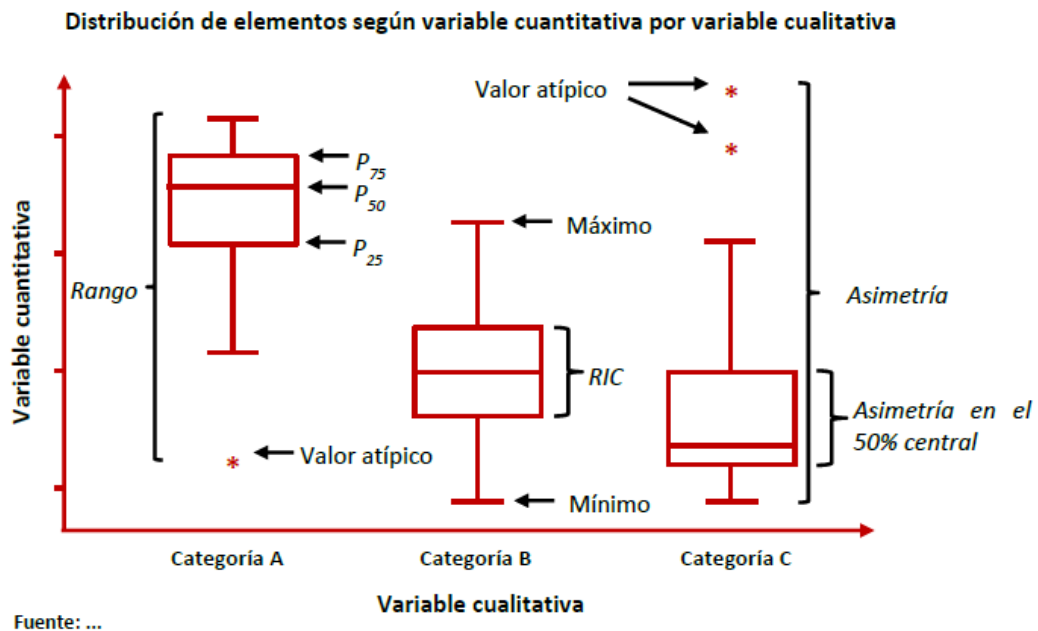 Distribución de elementos según variable cuantitativa por variable cualitativa
Valor atípico
P75
P50
P25
Máximo
Rango
Asimetría
RIC
Asimetría en el
50% central
Valor atípico
Mínimo
Variable cuantitativa
Categoría A
Categoría B
Categoría C
Variable cualitativa
Fuente: ...